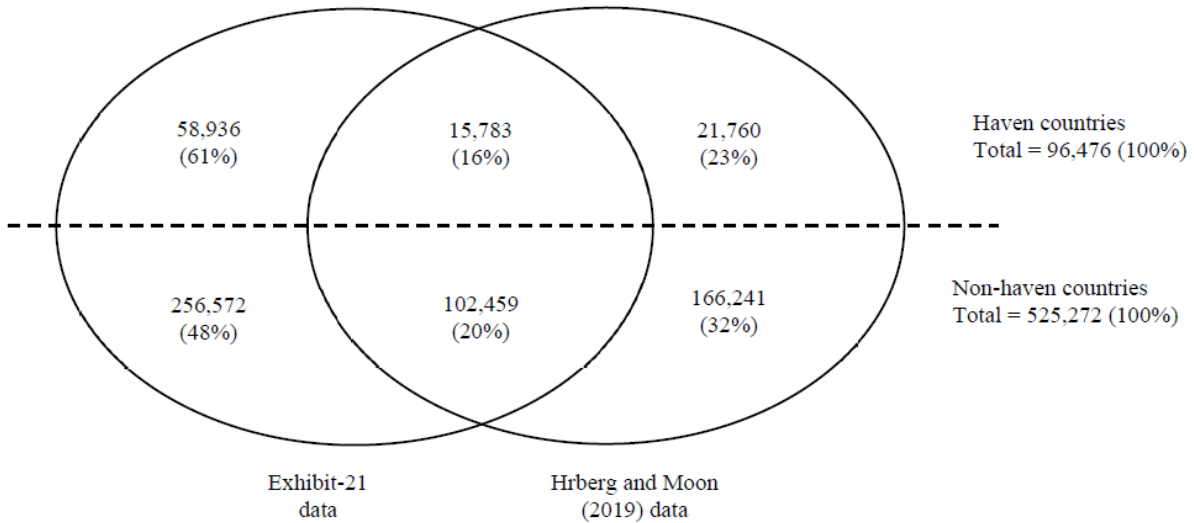 58,936
(61%)
15,783
(16%)
21,760
(23%)
Haven countries
Total = 96,476 (100%)
256,572
(48%)
102,459
(20%)
166,241
(32%)
Non-haven countries
Total = 525,272 (100%)
Exhibit-21
data
Hrberg and Moon
(2019) data